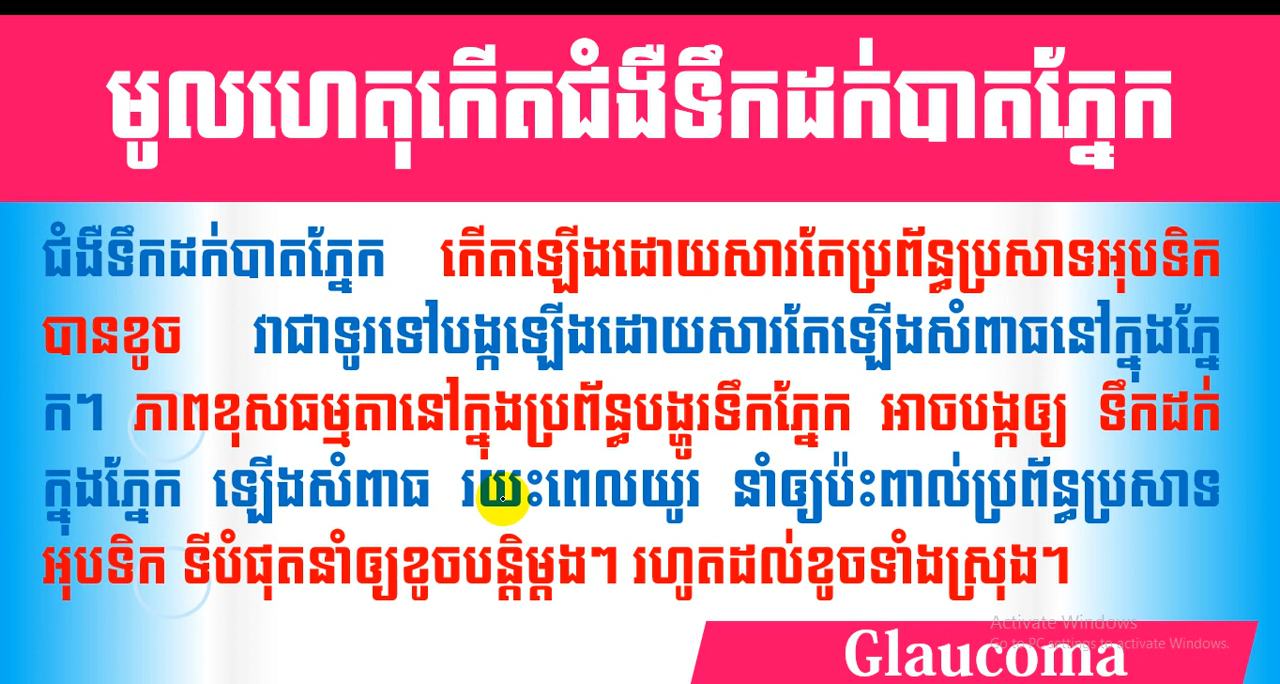 មូលហេតុកើតជំងឺទឹកដក់បាតភ្នែក
ជំងឺទឹកដក់បាតភ្នែក កើតឡើងដោយសារតែប្រព័ន្ធប្រសាទអុបទិក
បានខូច វាជាទូរទៅបង្កឡើងដោយសារតែឡើងសំពាធនៅក្នុងភ្នែ
ក។ ភាពខុសធម្មតានៅក្នុងប្រព័ន្ធបង្ហូរទឹកភ្នែក អាចបង្កឲ្យ ទឹកដក់
ក្នុងភ្នែក ឡើងសំពាធ រយះពេលយូរ នាំឲ្យប៉ះពាល់ប្រព័ន្ធប្រសាទ
អុបទិក ទីបំផុតនាំឲ្យខូចបន្តិម្តង។ រហូតដល់ខូចទាំងស្រុង។
Activate Windows
Go to PC settings to activate Windows.
Glaucoma